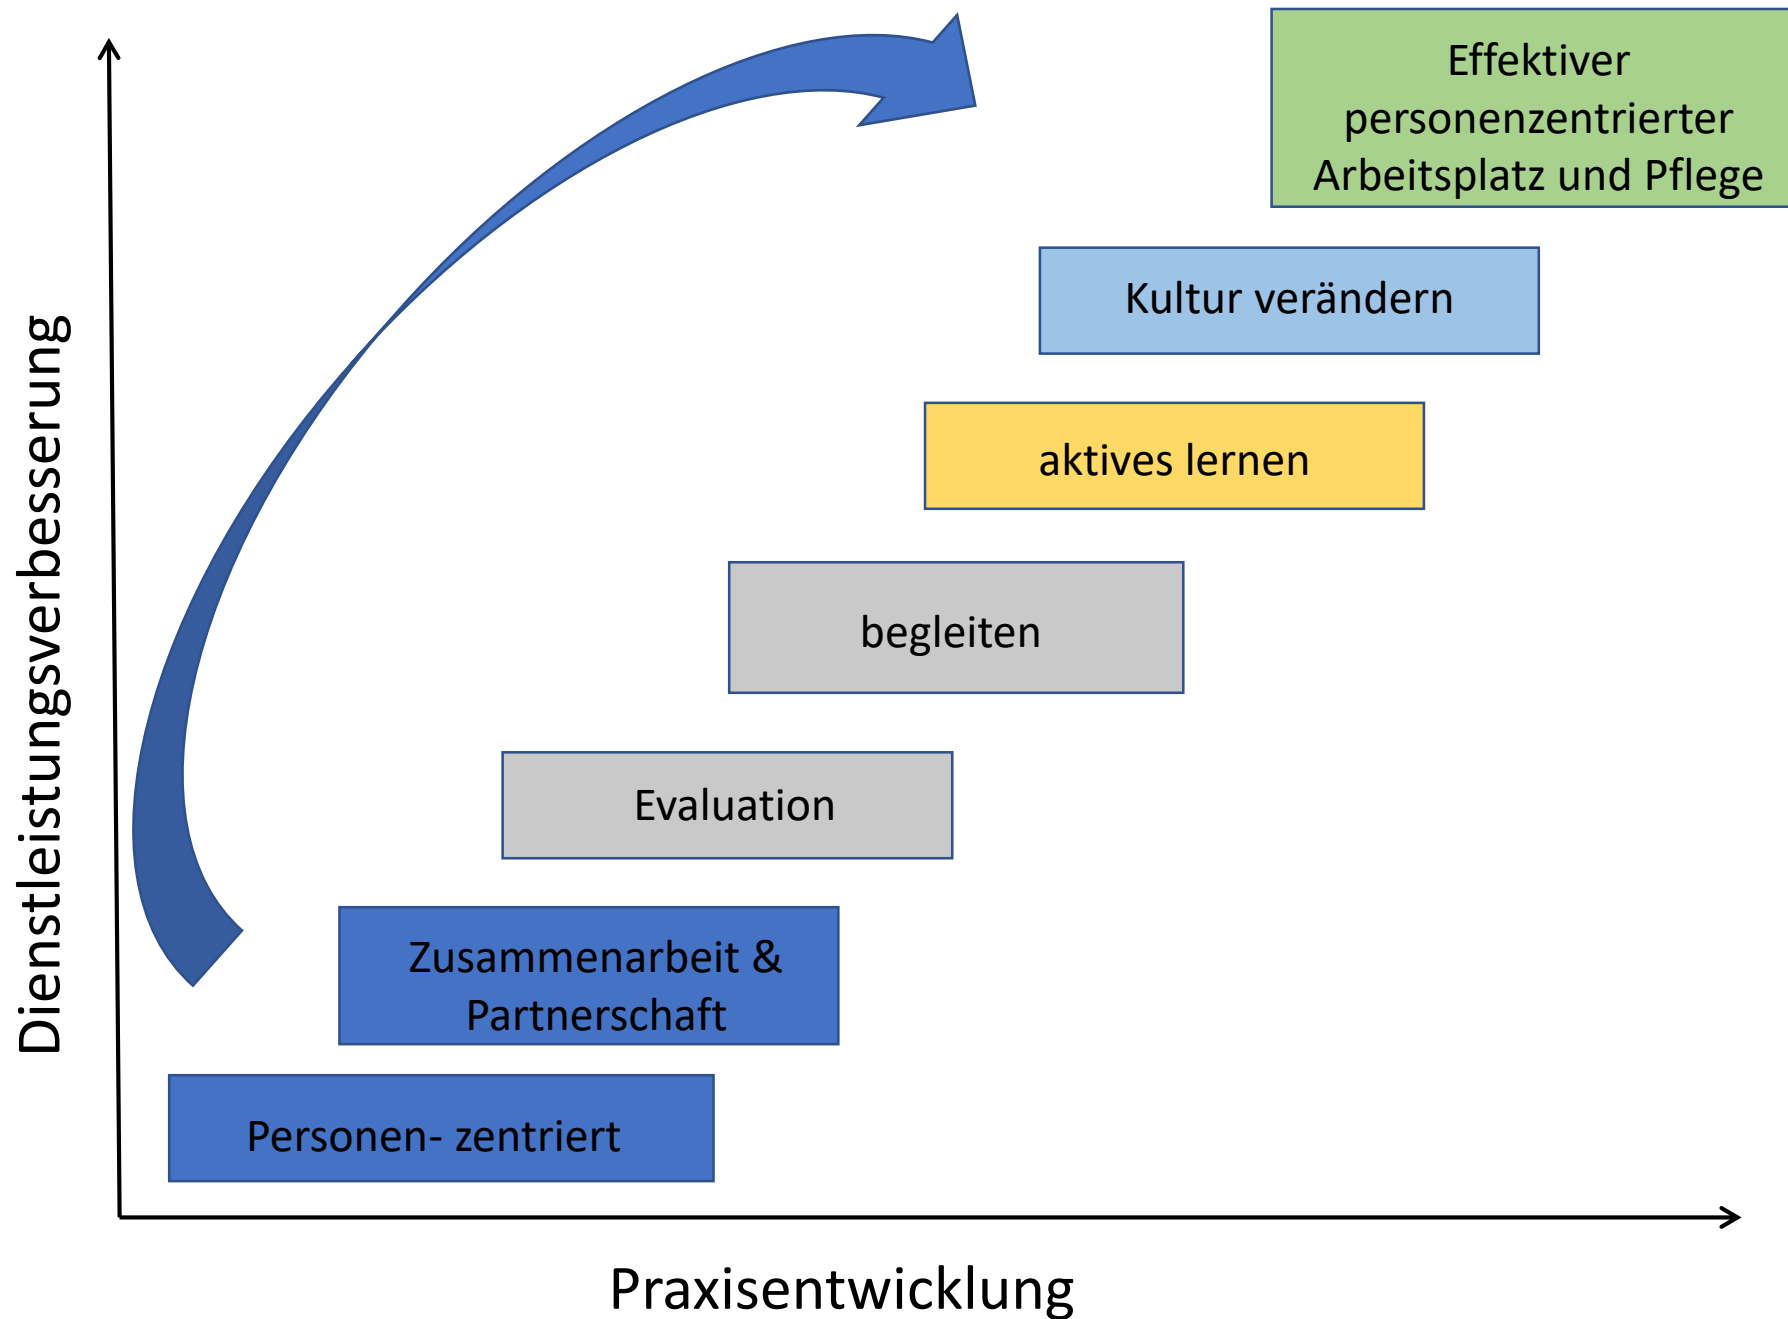 Effektiver
personenzentrierter
Arbeitsplatz und Pflege
Kultur verändern
aktives lernen
begleiten
Evaluation
Zusammenarbeit &
Partnerschaft
Personen- zentriert
Dienstleistungsverbesserung
Praxisentwicklung